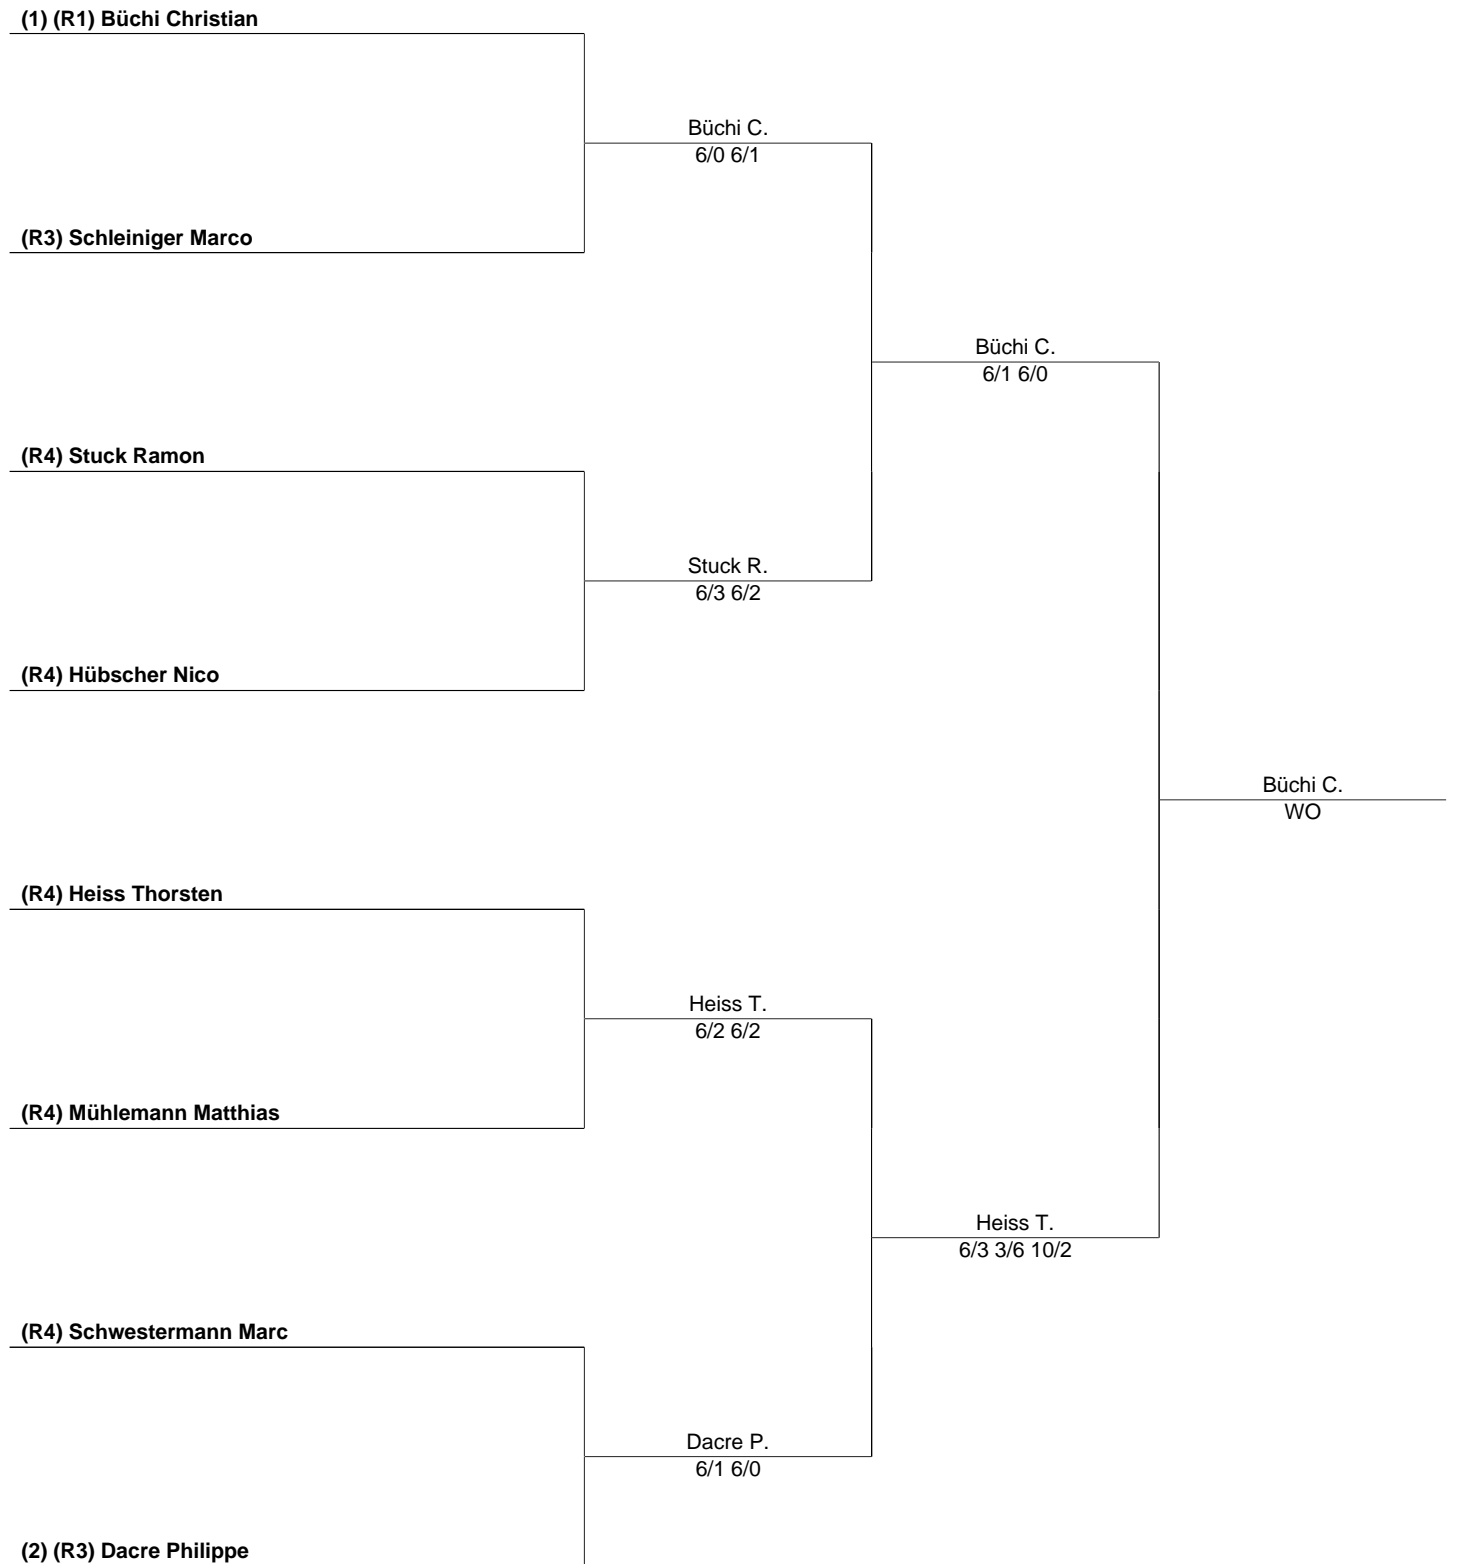 (1) (R1) Büchi Christian
Büchi C.
6/0 6/1
(R3) Schleiniger Marco
Büchi C.
6/1 6/0
(R4) Stuck Ramon
Stuck R.
6/3 6/2
(R4) Hübscher Nico
Büchi C.
WO
(R4) Heiss Thorsten
Heiss T.
6/2 6/2
(R4) Mühlemann Matthias
Heiss T.
6/3 3/6 10/2
(R4) Schwestermann Marc
Dacre P.
6/1 6/0
(2) (R3) Dacre Philippe